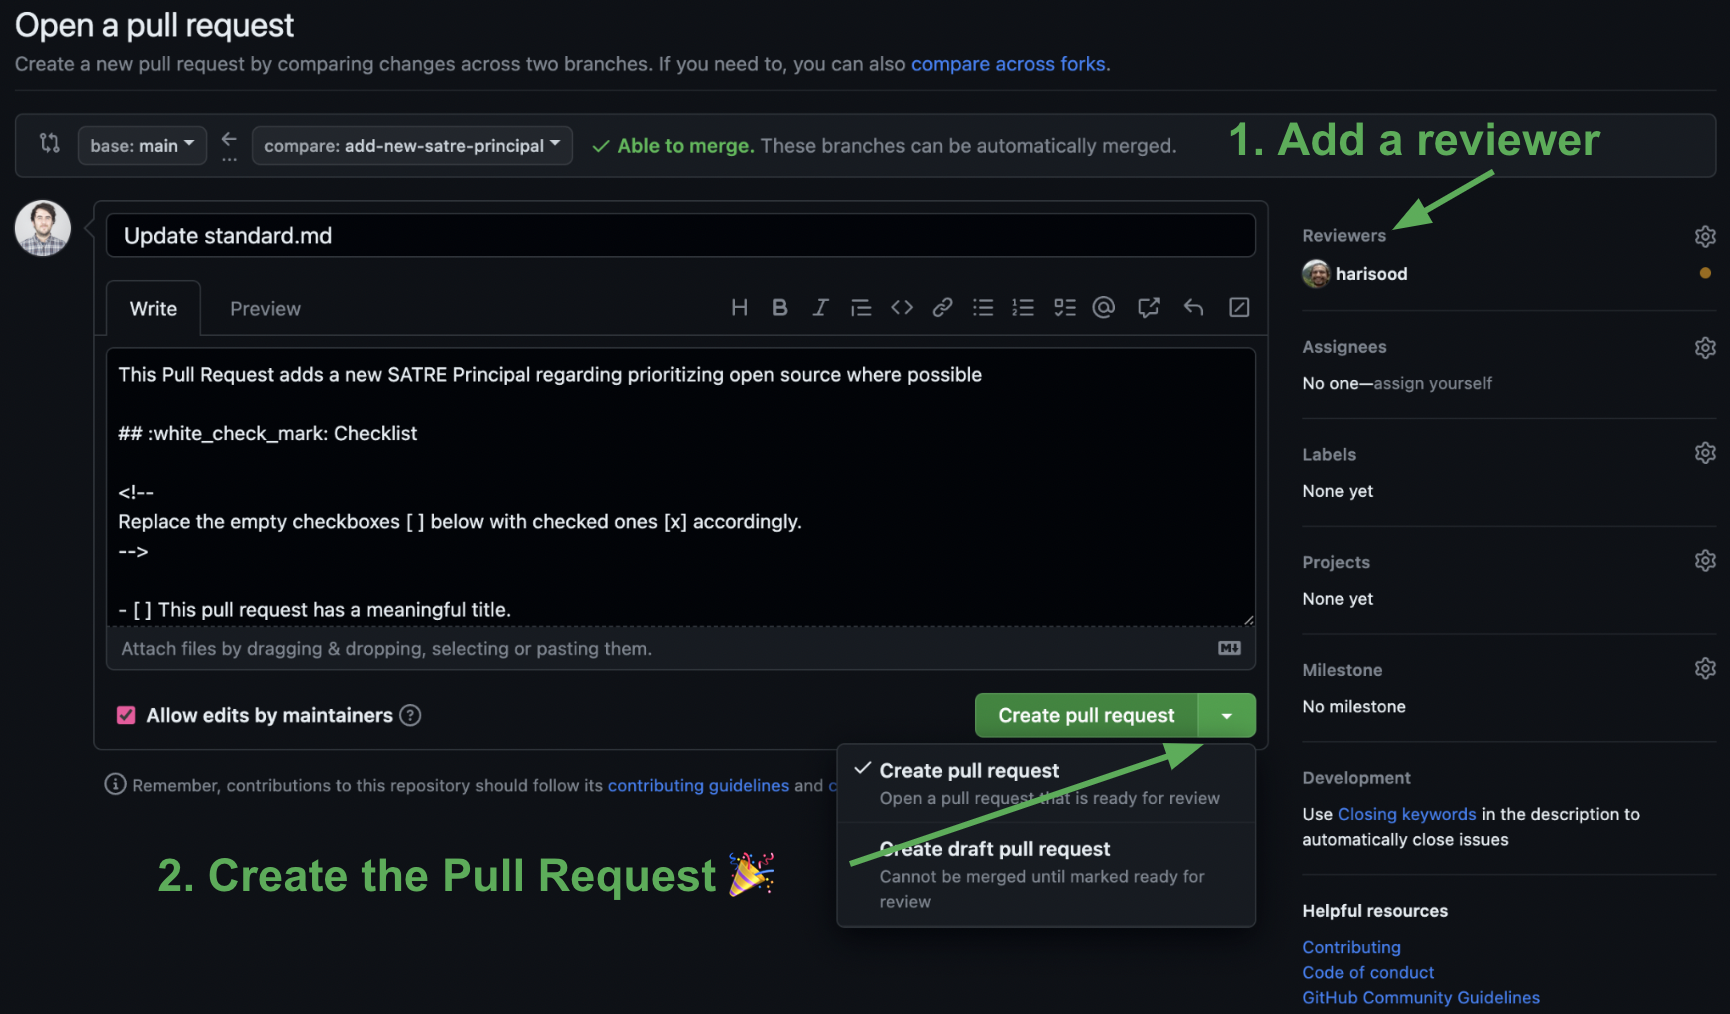 Open a pull request
Create a new pull request by comparing changes across two branches. If you need to, you can also compare across forks.
base: main
compare: add-new-satre-principal
Able to merge. These branches can be automatically merged.
1. Add a reviewer
Update standard.md
Write
Preview
This Pull Request adds a new SATRE Principal regarding prioritizing open source where possible
## :white_check_mark: Checklist
<!--
Replace the empty checkboxes [ ] below with checked ones [x] accordingly.
-->
- [ ] This pull request has a meaningful title.
Attach files by dragging & dropping, selecting or pasting them.
Allow edits by maintainers
Create pull request
Create pull request
Open a pull request that is ready for review
Create draft pull request
Cannot be merged until marked ready for
review
Remember, contributions to this repository should follow its contributing guidelines and
2. Create the Pull Request 🎉
Reviewers
harisood
Assignees
No one—assign yourself
Labels
None yet
Projects
None yet
Milestone
No milestone
Development
Use Closing keywords in the description to
automatically close issues
Helpful resources
Contributing
Code of conduct
GitHub Community Guidelines